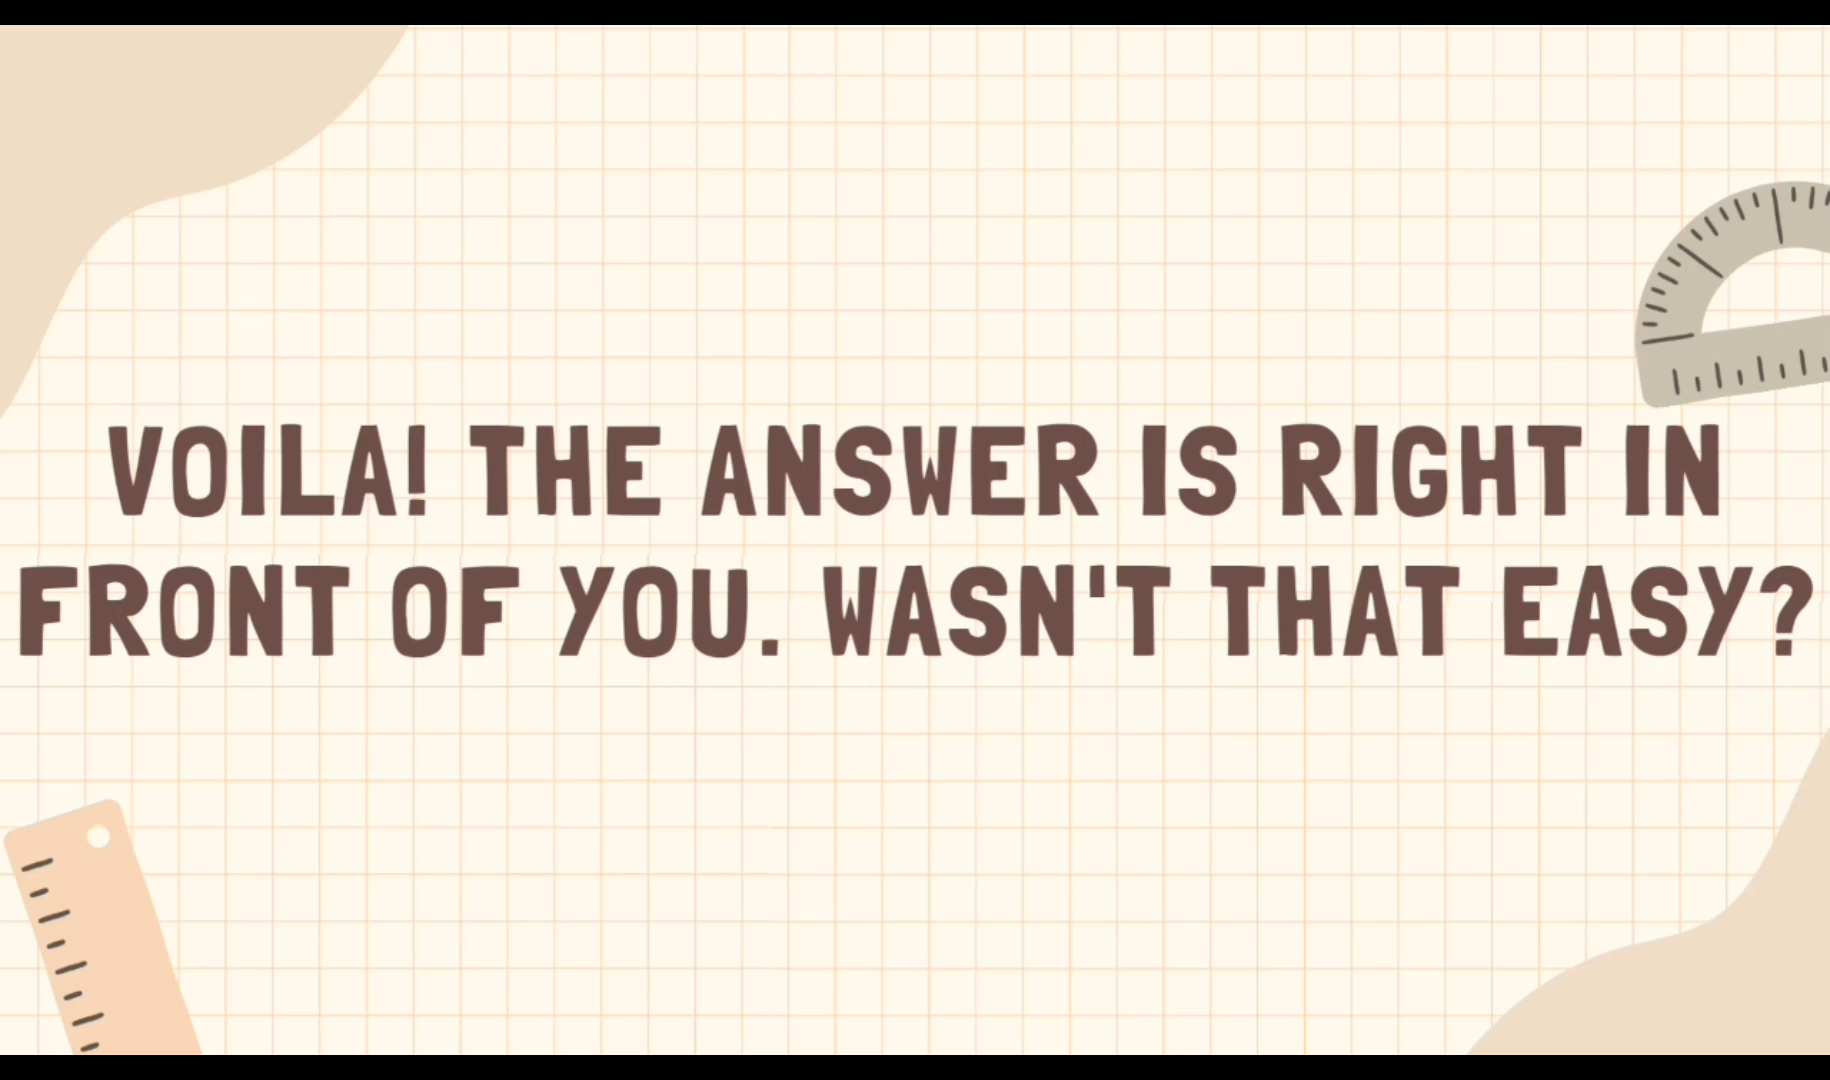 VOILA! THE ANSWER IS RIGHT IN
FRONT OF YOU. WASN'T THAT EASY?